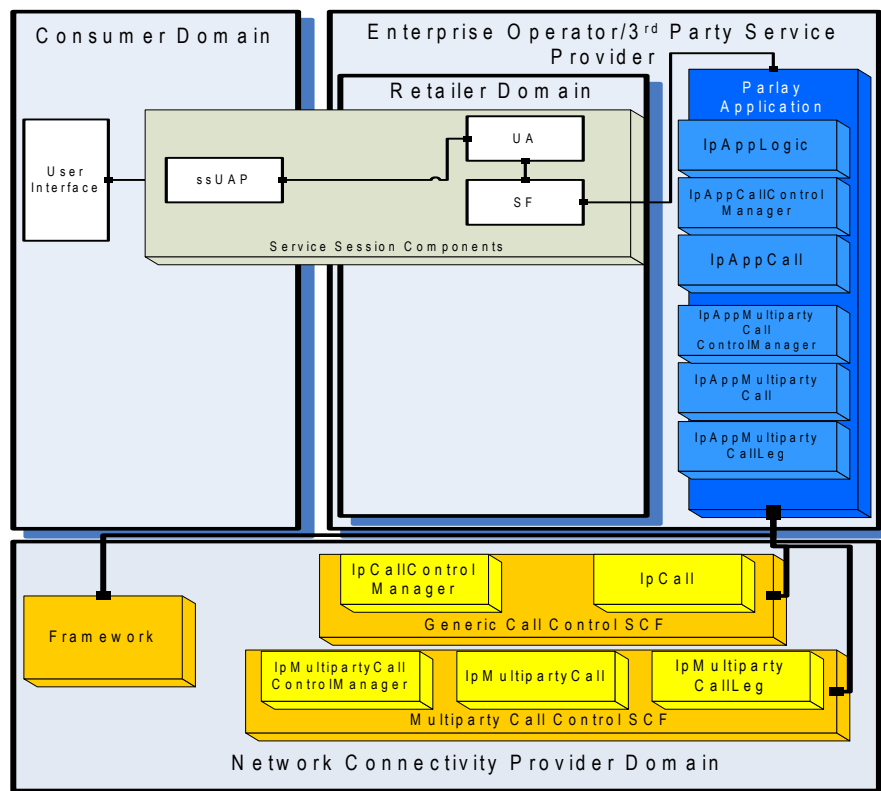 Consumer Domain
Enterprise Operator/3rd Party Service
Provider
Retailer Domain
Parlay
Application
User
Interface
ssUAP
UA
SF
Service Session Components
IpAppLogic
IpAppCallControl
Manager
IpAppCall
IpAppMultiparty
Call
ControlManager
IpAppMultiparty
Call
IpAppMultiparty
CallLeg
Framework
IpCallControl
Manager
IpCall
Generic Call Control SCF
IpMultipartyCall
ControlManager
IpMultipartyCall
IpMultiparty
CallLeg
Multiparty Call Control SCF
Network Connectivity Provider Domain